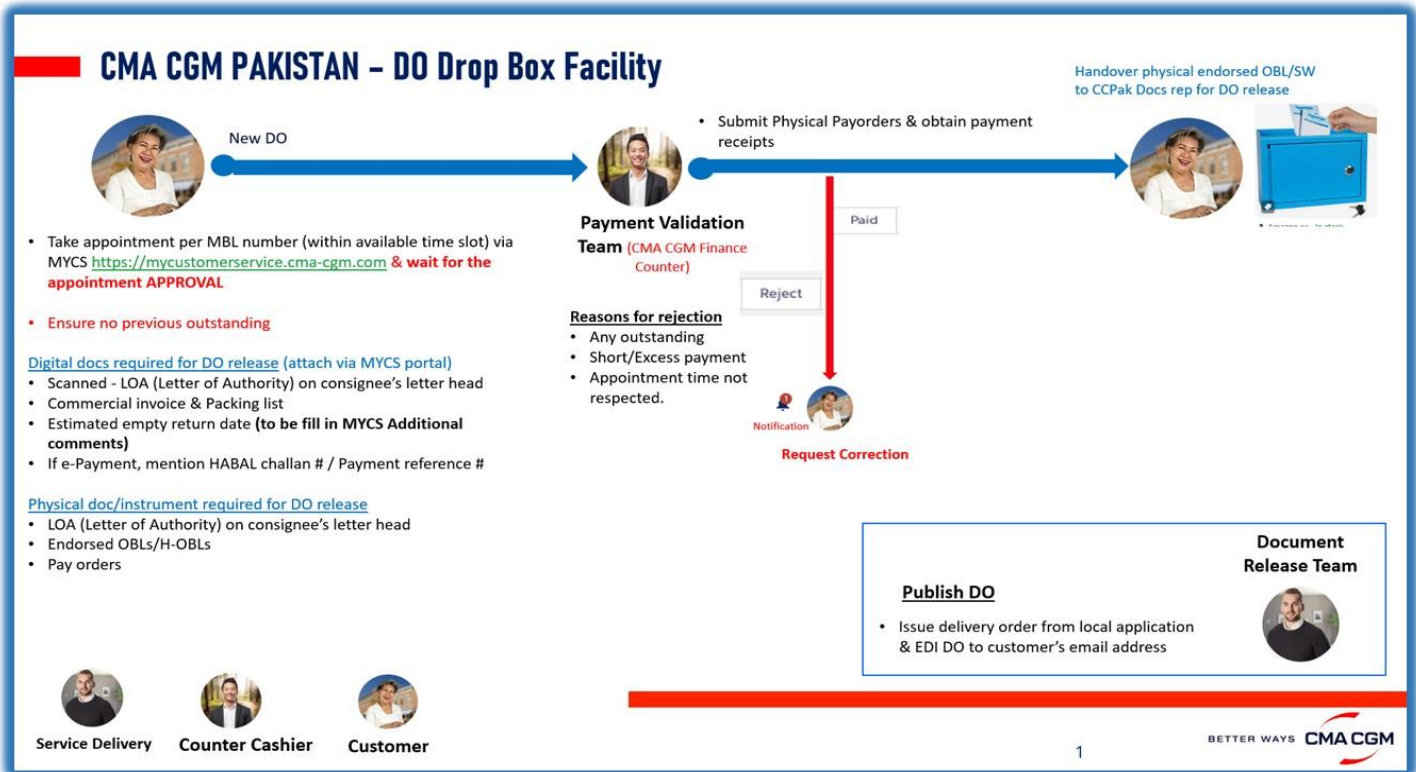 CMA CGM PAKISTAN – DO Drop Box Facility
Handover physical endorsed OBL/SW
to CCPak Docs rep for DO release
New DO
• Submit Physical Payorders & obtain payment
receipts
Payment Validation
Team (CMA CGM Finance
Counter)
Paid
Reject
• Take appointment per MBL number (within available time slot) via
MYCS https://mycustomerservice.cma-cgm.com & wait for the
appointment APPROVAL
• Ensure no previous outstanding
Digital docs required for DO release (attach via MYCS portal)
• Scanned - LOA (Letter of Authority) on consignee's letter head
• Commercial invoice & Packing list
• Estimated empty return date (to be fill in MYCS Additional
comments)
• If e-Payment, mention HABAL challan # / Payment reference #
Physical doc/instrument required for DO release
• LOA (Letter of Authority) on consignee's letter head
• Endorsed OBLs/H-OBLs
• Pay orders
Reasons for rejection
• Any outstanding
• Short/Excess payment
• Appointment time not
respected.
1
Notification
Request Correction
Document
Release Team
Publish DO
• Issue delivery order from local application
& EDI DO to customer's email address
Service Delivery
Counter Cashier
Customer
1
BETTER WAYS CMA CGM